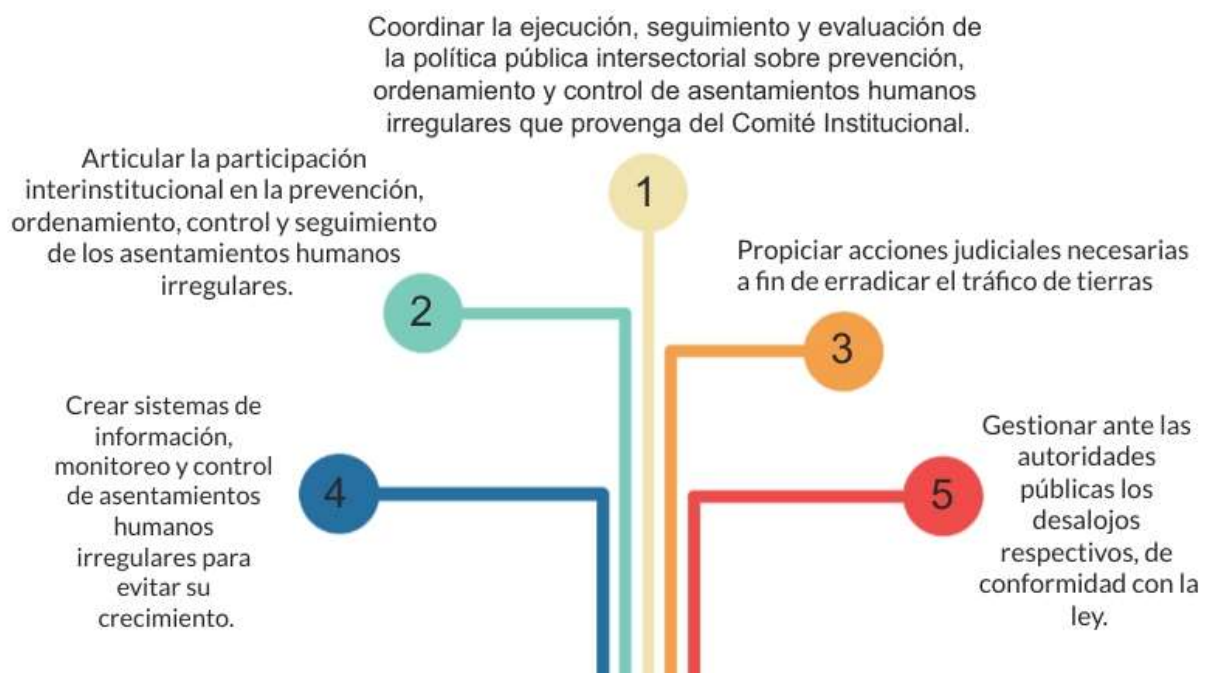 Coordinar la ejecución, seguimiento y evaluación de
la política pública intersectorial sobre prevención,
ordenamiento y control de asentamientos humanos
irregulares que provenga del Comité Institucional.
1
Articular la participación
interinstitucional en la prevención,
ordenamiento, control y seguimiento
de los asentamientos humanos
irregulares.
2
Propiciar acciones judiciales necesarias
a fin de erradicar el tráfico de tierras
3
Crear sistemas de
información,
monitoreo y control
de asentamientos
humanos
irregulares para
evitar su
crecimiento.
4
Gestionar ante las
autoridades
públicas los
desalojos
respectivos, de
conformidad con la
ley.
5